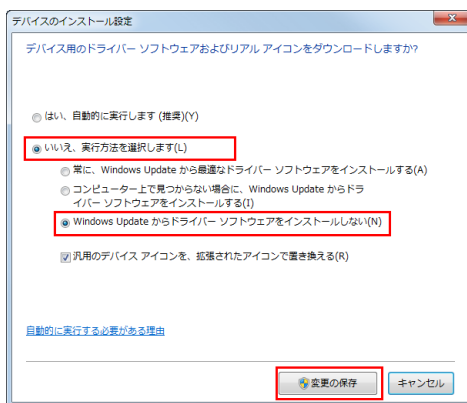 デバイスのインストール設定
デバイス用のドライバー ソフトウェアおよびリアル アイコンをダウンロードしますか?
はい、自動的に実行します (推奨)(Y)
いいえ、実行方法を選択します(L)
常に、Windows Update から最適なドライバー ソフトウェアをインストールする(A)
コンピューター上で見つからない場合に、Windows Update からドラ
イバー ソフトウェアをインストールする(I)
Windows Update からドライバー ソフトウェアをインストールしない(N)
汎用のデバイス アイコンを、拡張されたアイコンで置き換える(R)
自動的に実行する必要がある理由
変更の保存 キャンセル